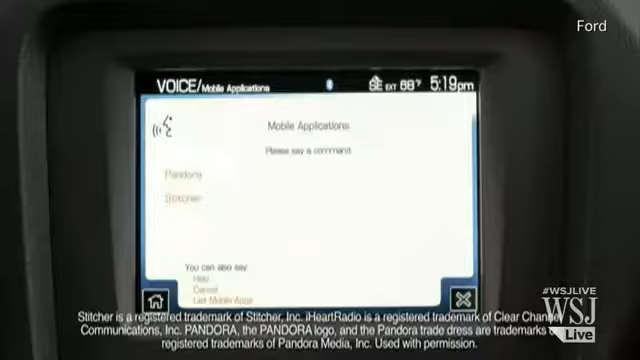 Ford
VOICE/Mobile Applications
SE EXT 68° 5:19pm
Mobile Applications
Please say a command
Pandora
Stitcher
You can also say
Help
Cancel
List Mobile Apps
#WSJLIVE
WSJ
Live
Stitcher is a registered trademark of Stitcher, Inc. iHeartRadio is a registered trademark of Clear Channel
Communications, Inc. PANDORA, the PANDORA logo, and the Pandora trade dress are trademarks
registered trademarks of Pandora Media, Inc. Used with permission.